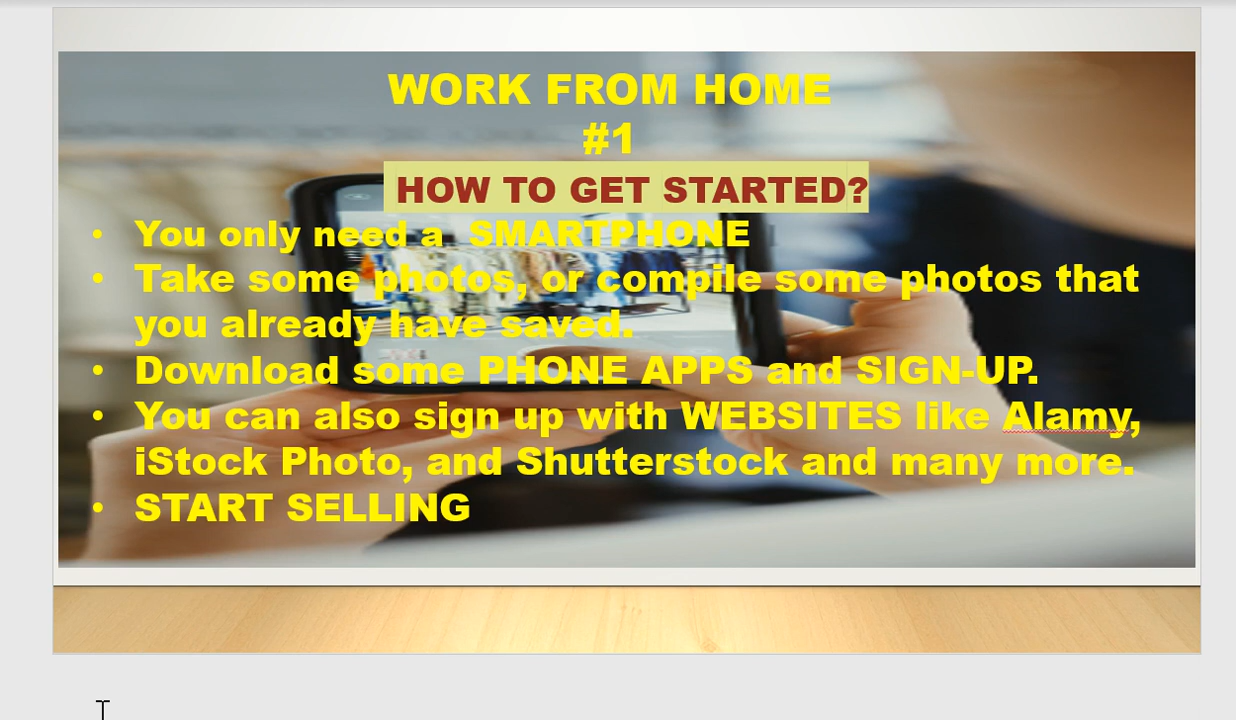 WORK FROM HOME
#1
HOW TO GET STARTED?
• You only need a SMARTPHONE
• Take some photos, or compile some photos that
you already have saved.
• Download some PHONE APPS and SIGN-UP.
• You can also sign up with WEBSITES like Alamy,
iStock Photo, and Shutterstock and many more.
• START SELLING